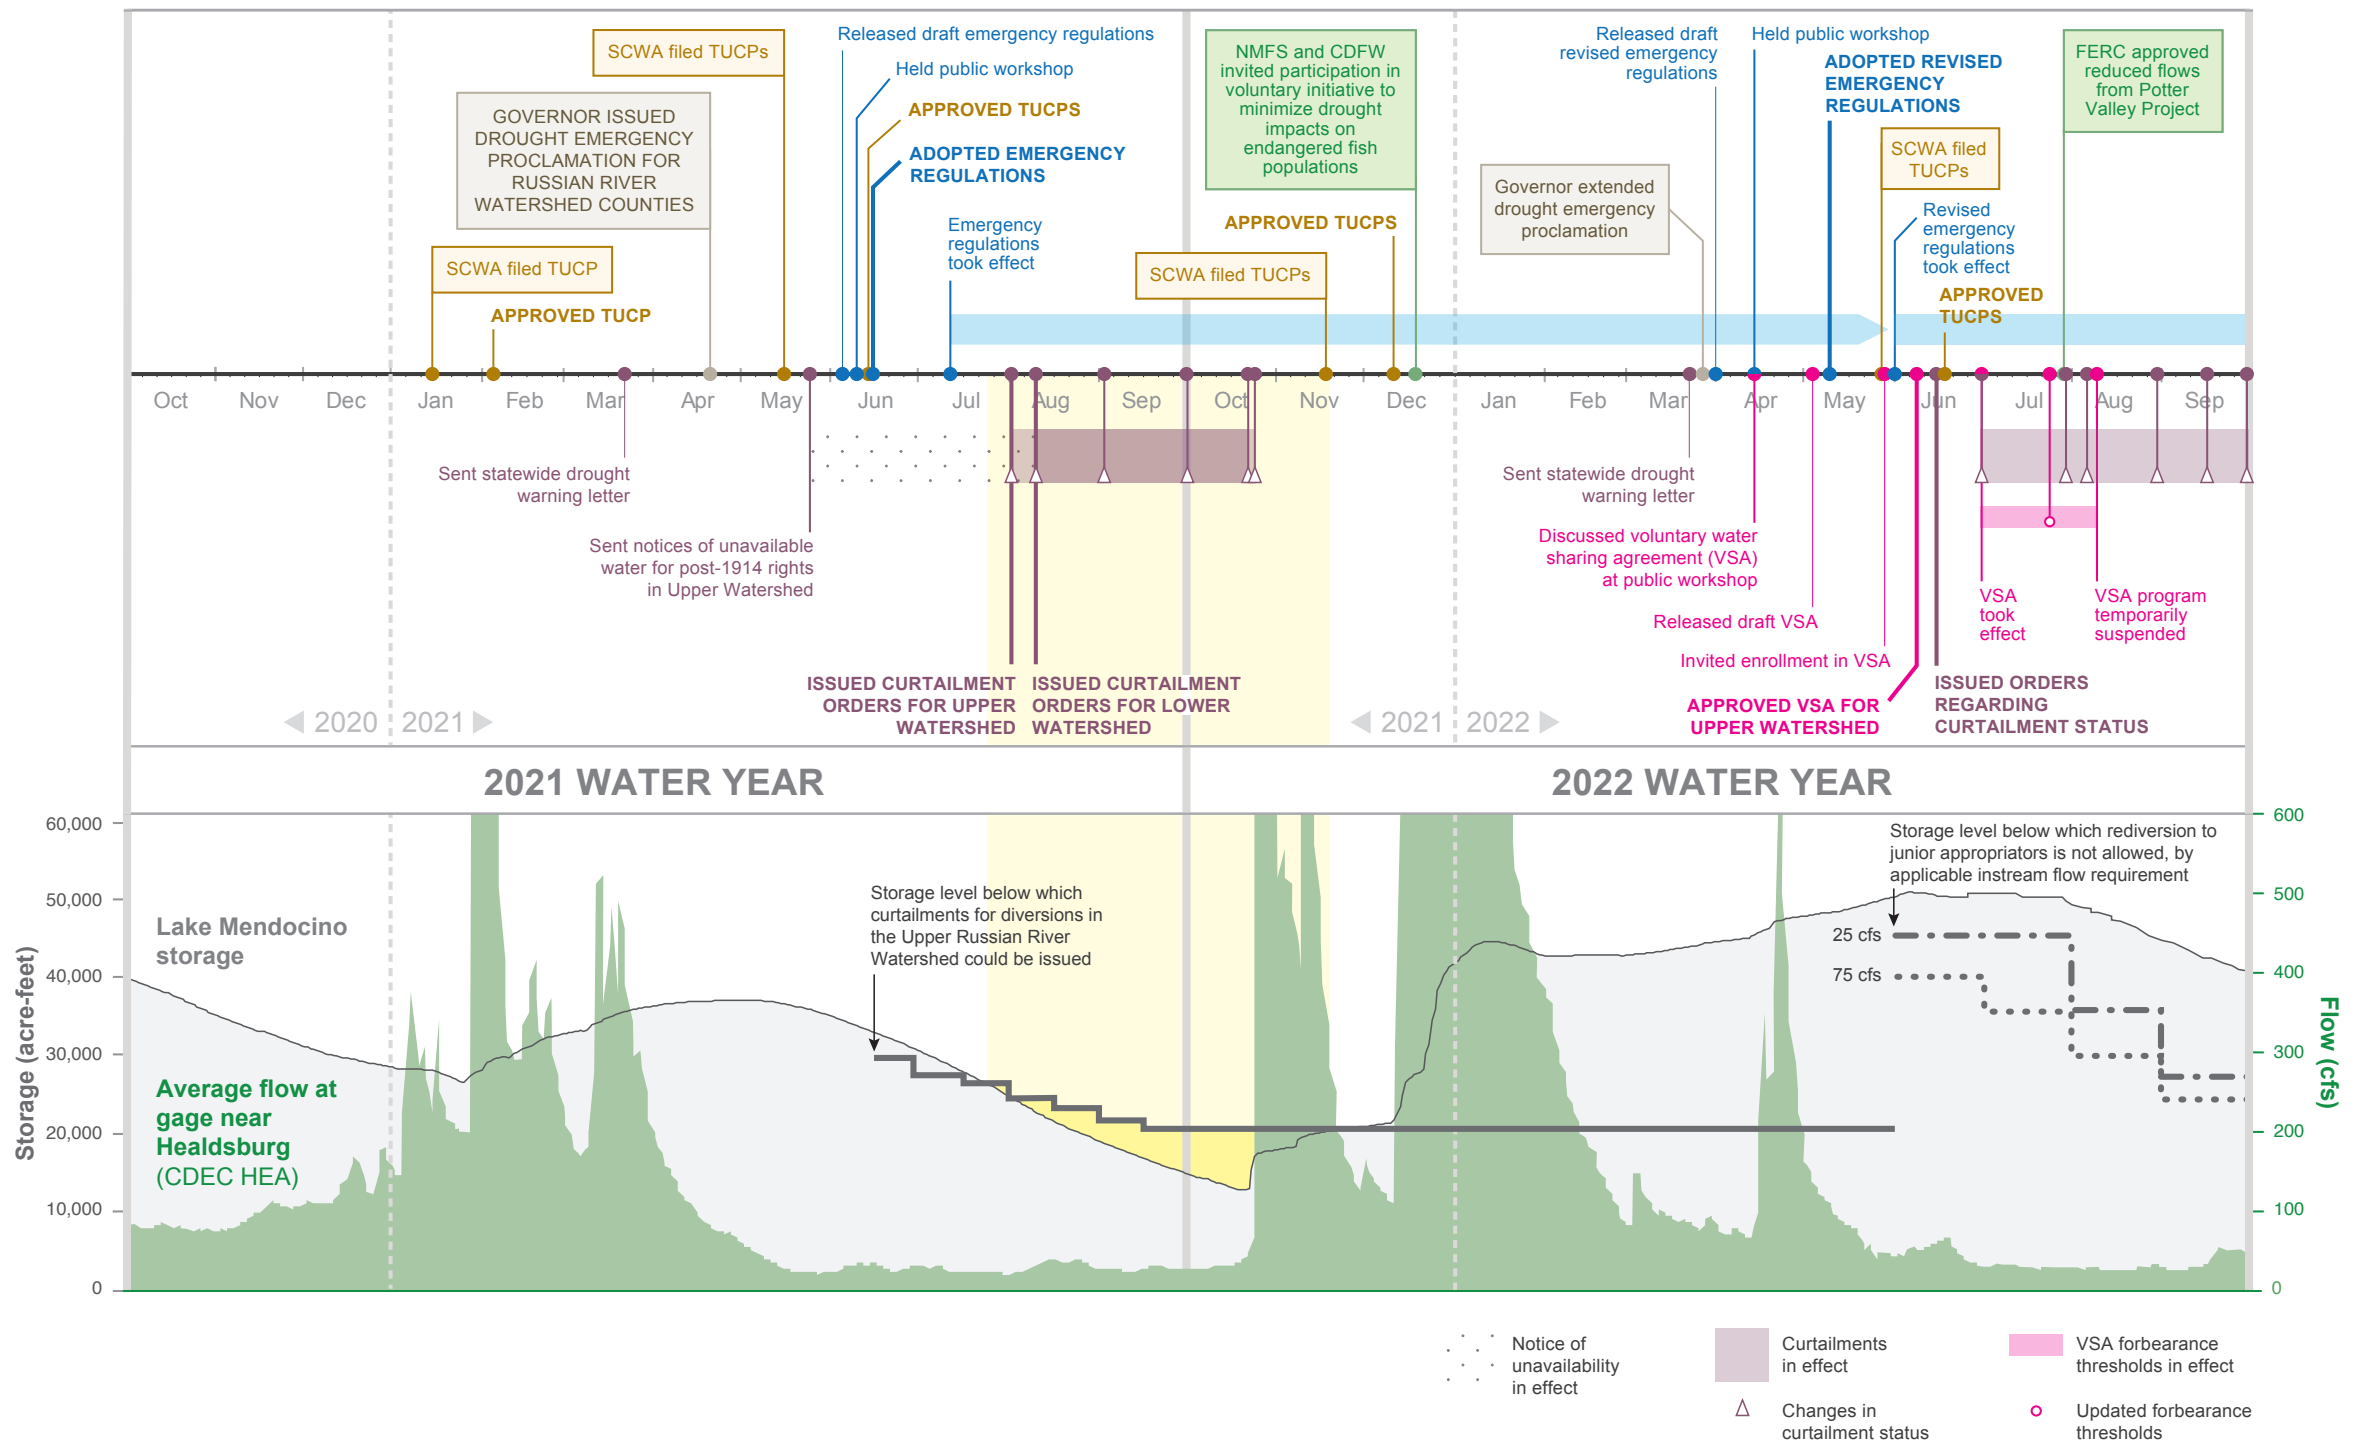 SCWA filed TUCPs
GOVERNOR ISSUED
DROUGHT EMERGENCY
PROCLAMATION FOR
RUSSIAN RIVER
WATERSHED COUNTIES
SCWA filed TUCP
APPROVED TUCP
Released draft emergency regulations
Held public workshop
APPROVED TUCPS
ADOPTED EMERGENCY
REGULATIONS
Emergency
regulations
took effect
NMFS and CDFW
invited participation in
voluntary initiative to
minimize drought
impacts on
endangered fish
populations
APPROVED TUCPS
SCWA filed TUCPs
Released draft
revised emergency
regulations
Held public workshop
ADOPTED REVISED
EMERGENCY
REGULATIONS
FERC approved
reduced flows
from Potter
Valley Project
SCWA filed
TUCPs
Governor extended
drought emergency
proclamation
Revised
emergency
regulations
took effect
APPROVED
TUCPS
Oct Nov Dec Jan Feb Mar Apr May Jun Jul Aug Sep Oct Nov Dec Jan Feb Mar Apr May Jun Jul Aug Sep
Sent statewide drought
warning letter
Sent notices of unavailable
water for post-1914 rights
in Upper Watershed
ISSUED CURTAILMENT
ORDERS FOR UPPER
WATERSHED
ISSUED CURTAILMENT
ORDERS FOR LOWER
WATERSHED
Sent statewide drought
warning letter
Discussed voluntary water
sharing agreement (VSA)
at public workshop
Released draft VSA
Invited enrollment in VSA
APPROVED VSA FOR
UPPER WATERSHED
ISSUED ORDERS
REGARDING
CURTAILMENT STATUS
VSA
took
effect
VSA program
temporarily
suspended
2020 2021
2021 2022
2021 WATER YEAR
2022 WATER YEAR
Storage (acre-feet)
60,000
50,000
40,000
30,000
20,000
10,000
0
Lake Mendocino
storage
Average flow at
gage near
Healdsburg
(CDEC HEA)
Storage level below which
curtailments for diversions in
the Upper Russian River
Watershed could be issued
Storage level below which rediversion to
junior appropriators is not allowed, by
applicable instream flow requirement
25 cfs
75 cfs
600
500
400
300
200
100
0
Flow (cfs)
Notice of
unavailability
in effect
Curtailments
in effect
Changes in
curtailment status
VSA forbearance
thresholds in effect
Updated forbearance
thresholds